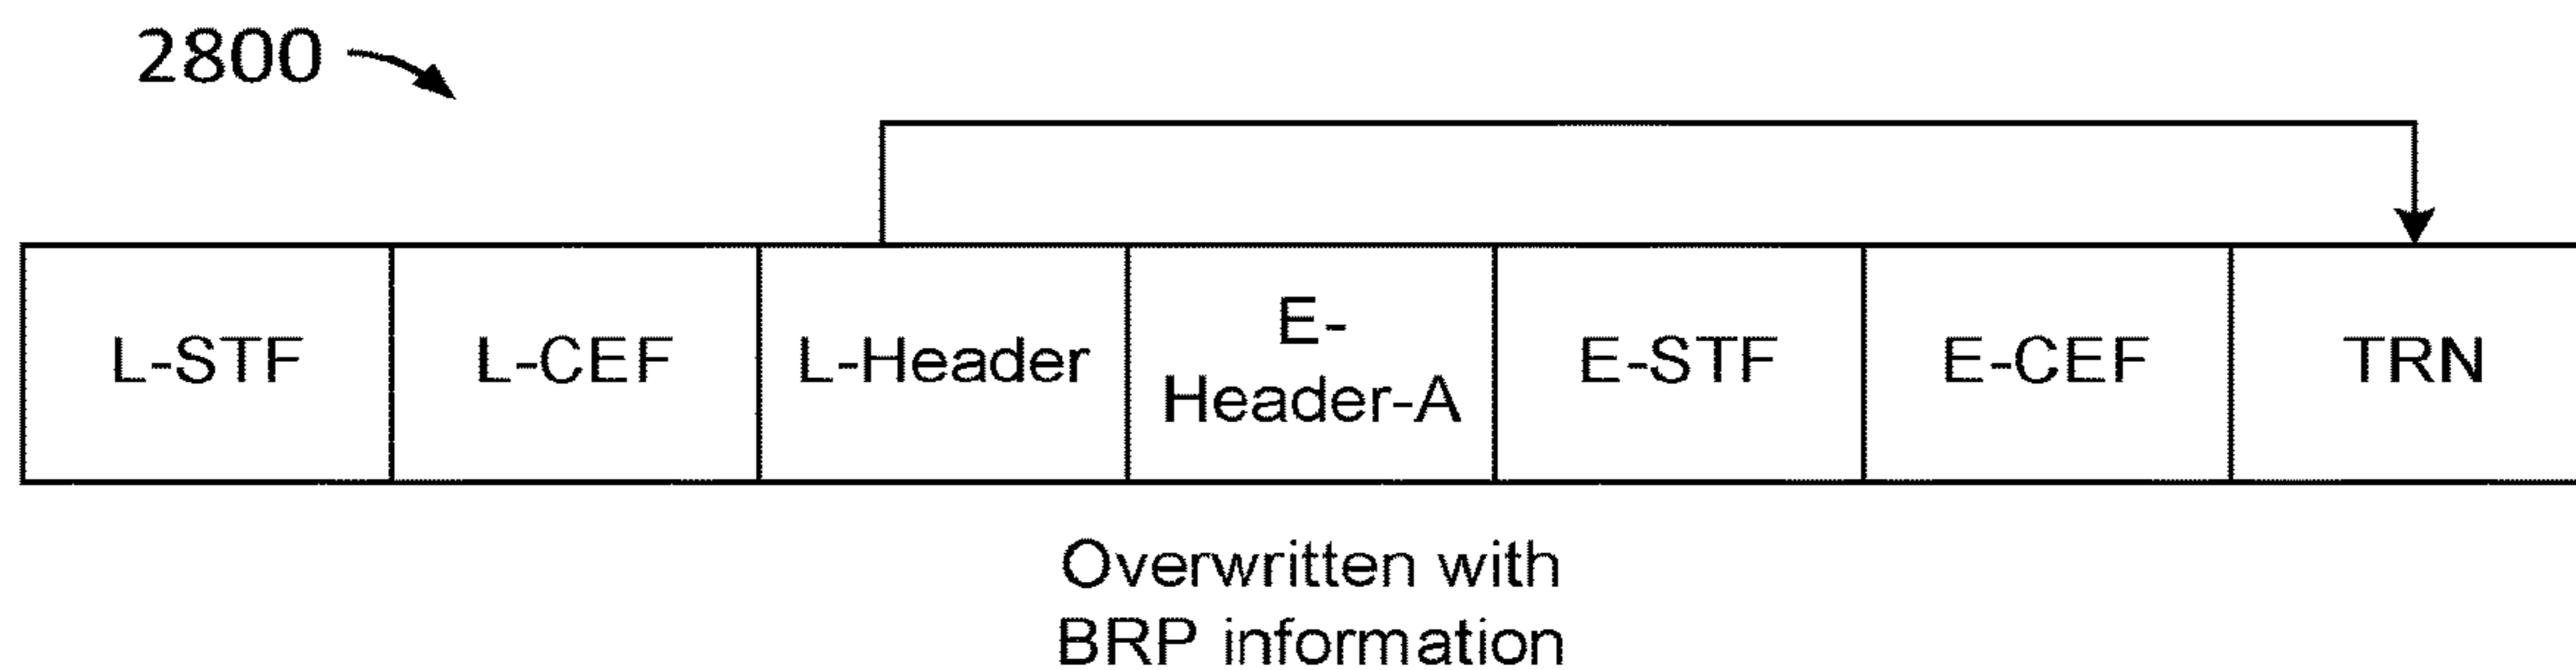 2800
L-STF L-CEF L-Header E-
Header-A E-STF E-CEF TRN
Overwritten with
BRP information